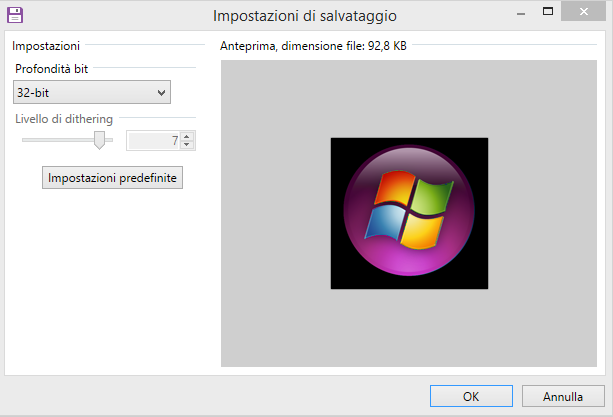 Impostazioni di salvataggio
Impostazioni
Profondità bit
32-bit
Livello di dithering
7
Impostazioni predefinite
Anteprima, dimensione file: 92,8 KB
OK
Annulla